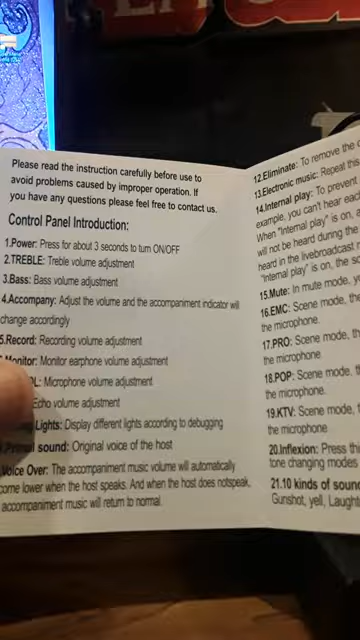 Please read the instruction carefully before use to
avoid problems caused by improper operation. If
you have any questions please feel free to contact us.
Control Panel Introduction:
1.Power: Press for about 3 seconds to turn ON/OFF
2.TREBLE: Treble volume adjustment
3.Bass: Bass volume adjustment
4.Accompany: Adjust the volume and the accompaniment indicator will
change accordingly
5.Record: Recording volume adjustment
Monitor: Monitor earphone volume adjustment
OL: Microphone volume adjustment
Echo volume adjustment
Lights: Display different lights according to debugging
sound: Original voice of the host
Voice Over: The accompaniment music volume will automatically
come lower when the host speaks. And when the host does notspeak,
accompaniment music will return to normal.
12.Eliminate: To remove the
13.Electronic music: Repeat this
14.Internal play: To prevent
example, you can't hear
When "Internal play" is on,
will not be heard during the
heard in the livebroadcast
"Internal play" is on, the
15.Mute: In mute mode,
16.EMC: Scene mode, the
the microphone.
17.PRO: Scene mode, the
the microphone.
18.POP: Scene mode, the
the microphone.
19.KTV: Scene mode,
the microphone.
20.Inflexion: Press this
tone changing modes
21.10 kinds of
Gunshot, yell,